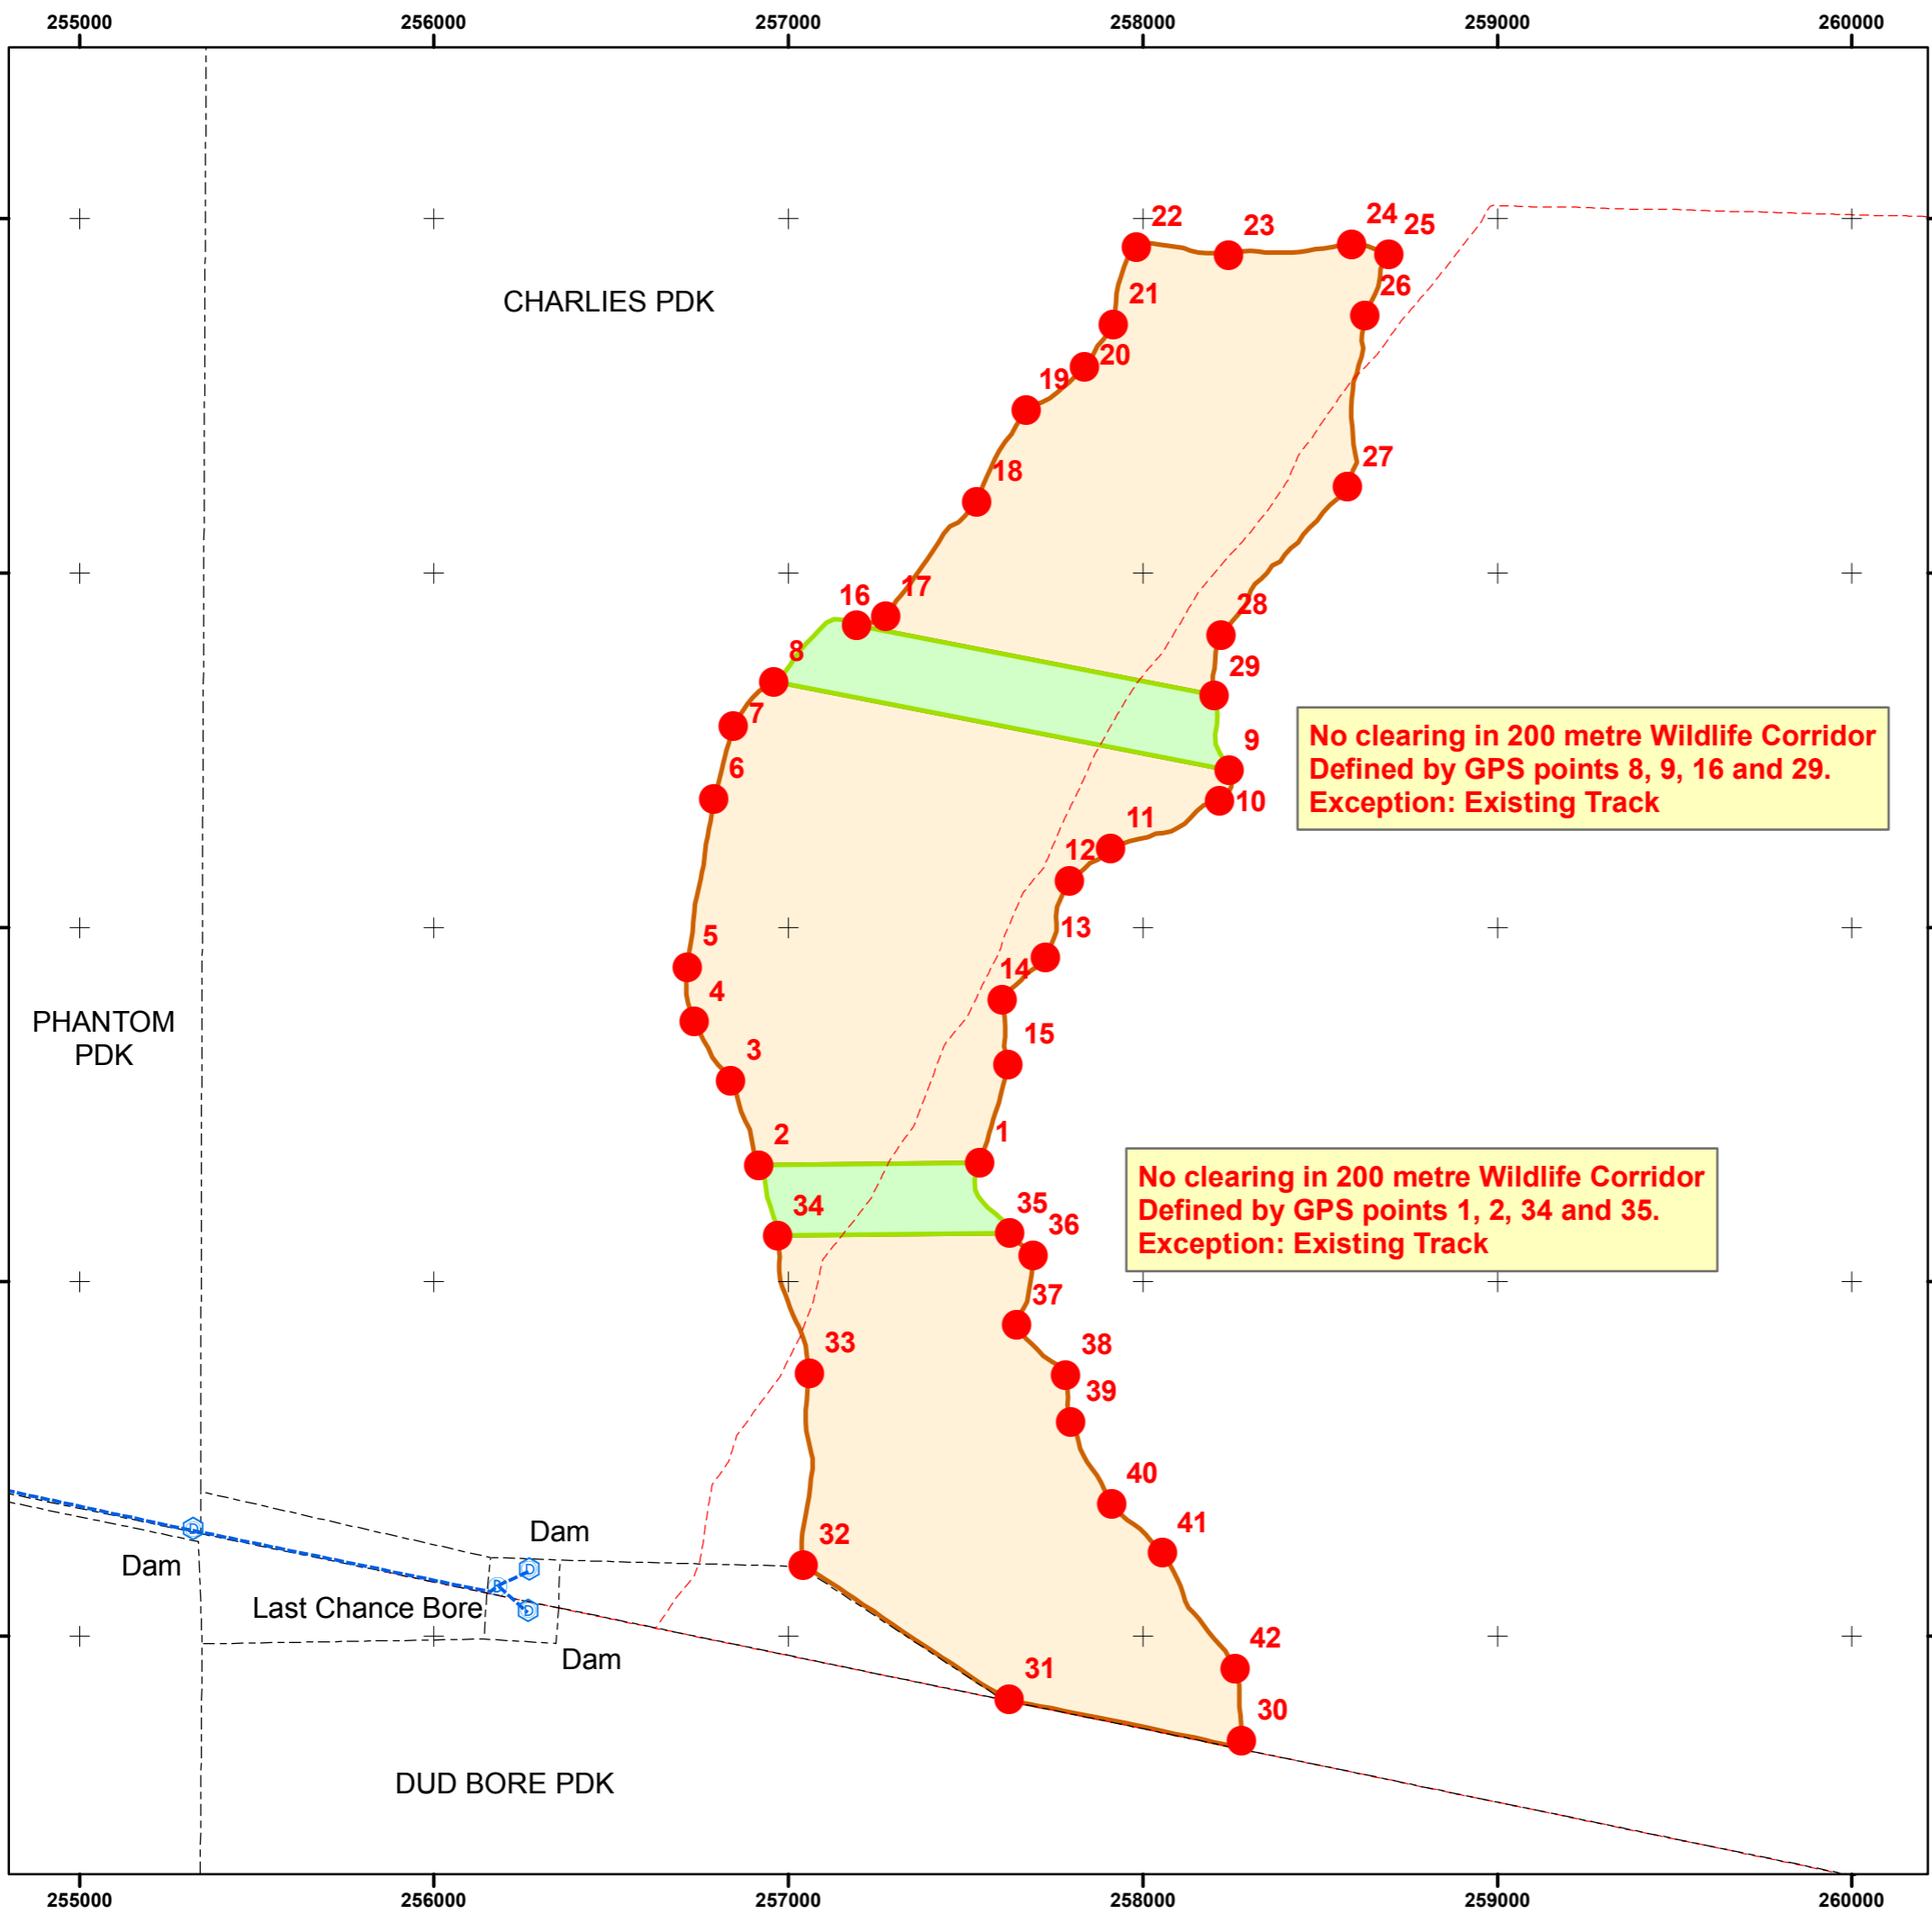 255000 256000 257000 258000 259000 260000
22
23
24
25
26
CHARLIES PDK
21
20
19
27
18
16
17
28
8
29
7
No clearing in 200 metre Wildlife Corridor
Defined by GPS points 8, 9, 16 and 29.
Exception: Existing Track
9
6
10
11
12
13
5
14
4
PHANTOM
PDK
15
3
2
1
No clearing in 200 metre Wildlife Corridor
Defined by GPS points 1, 2, 34 and 35.
Exception: Existing Track
34
35
36
37
33
38
39
40
32
41
Dam
D
Dam
D
B
D
Last Chance Bore
42
Dam
31
30
DUD BORE PDK
255000 256000 257000 258000 259000 260000